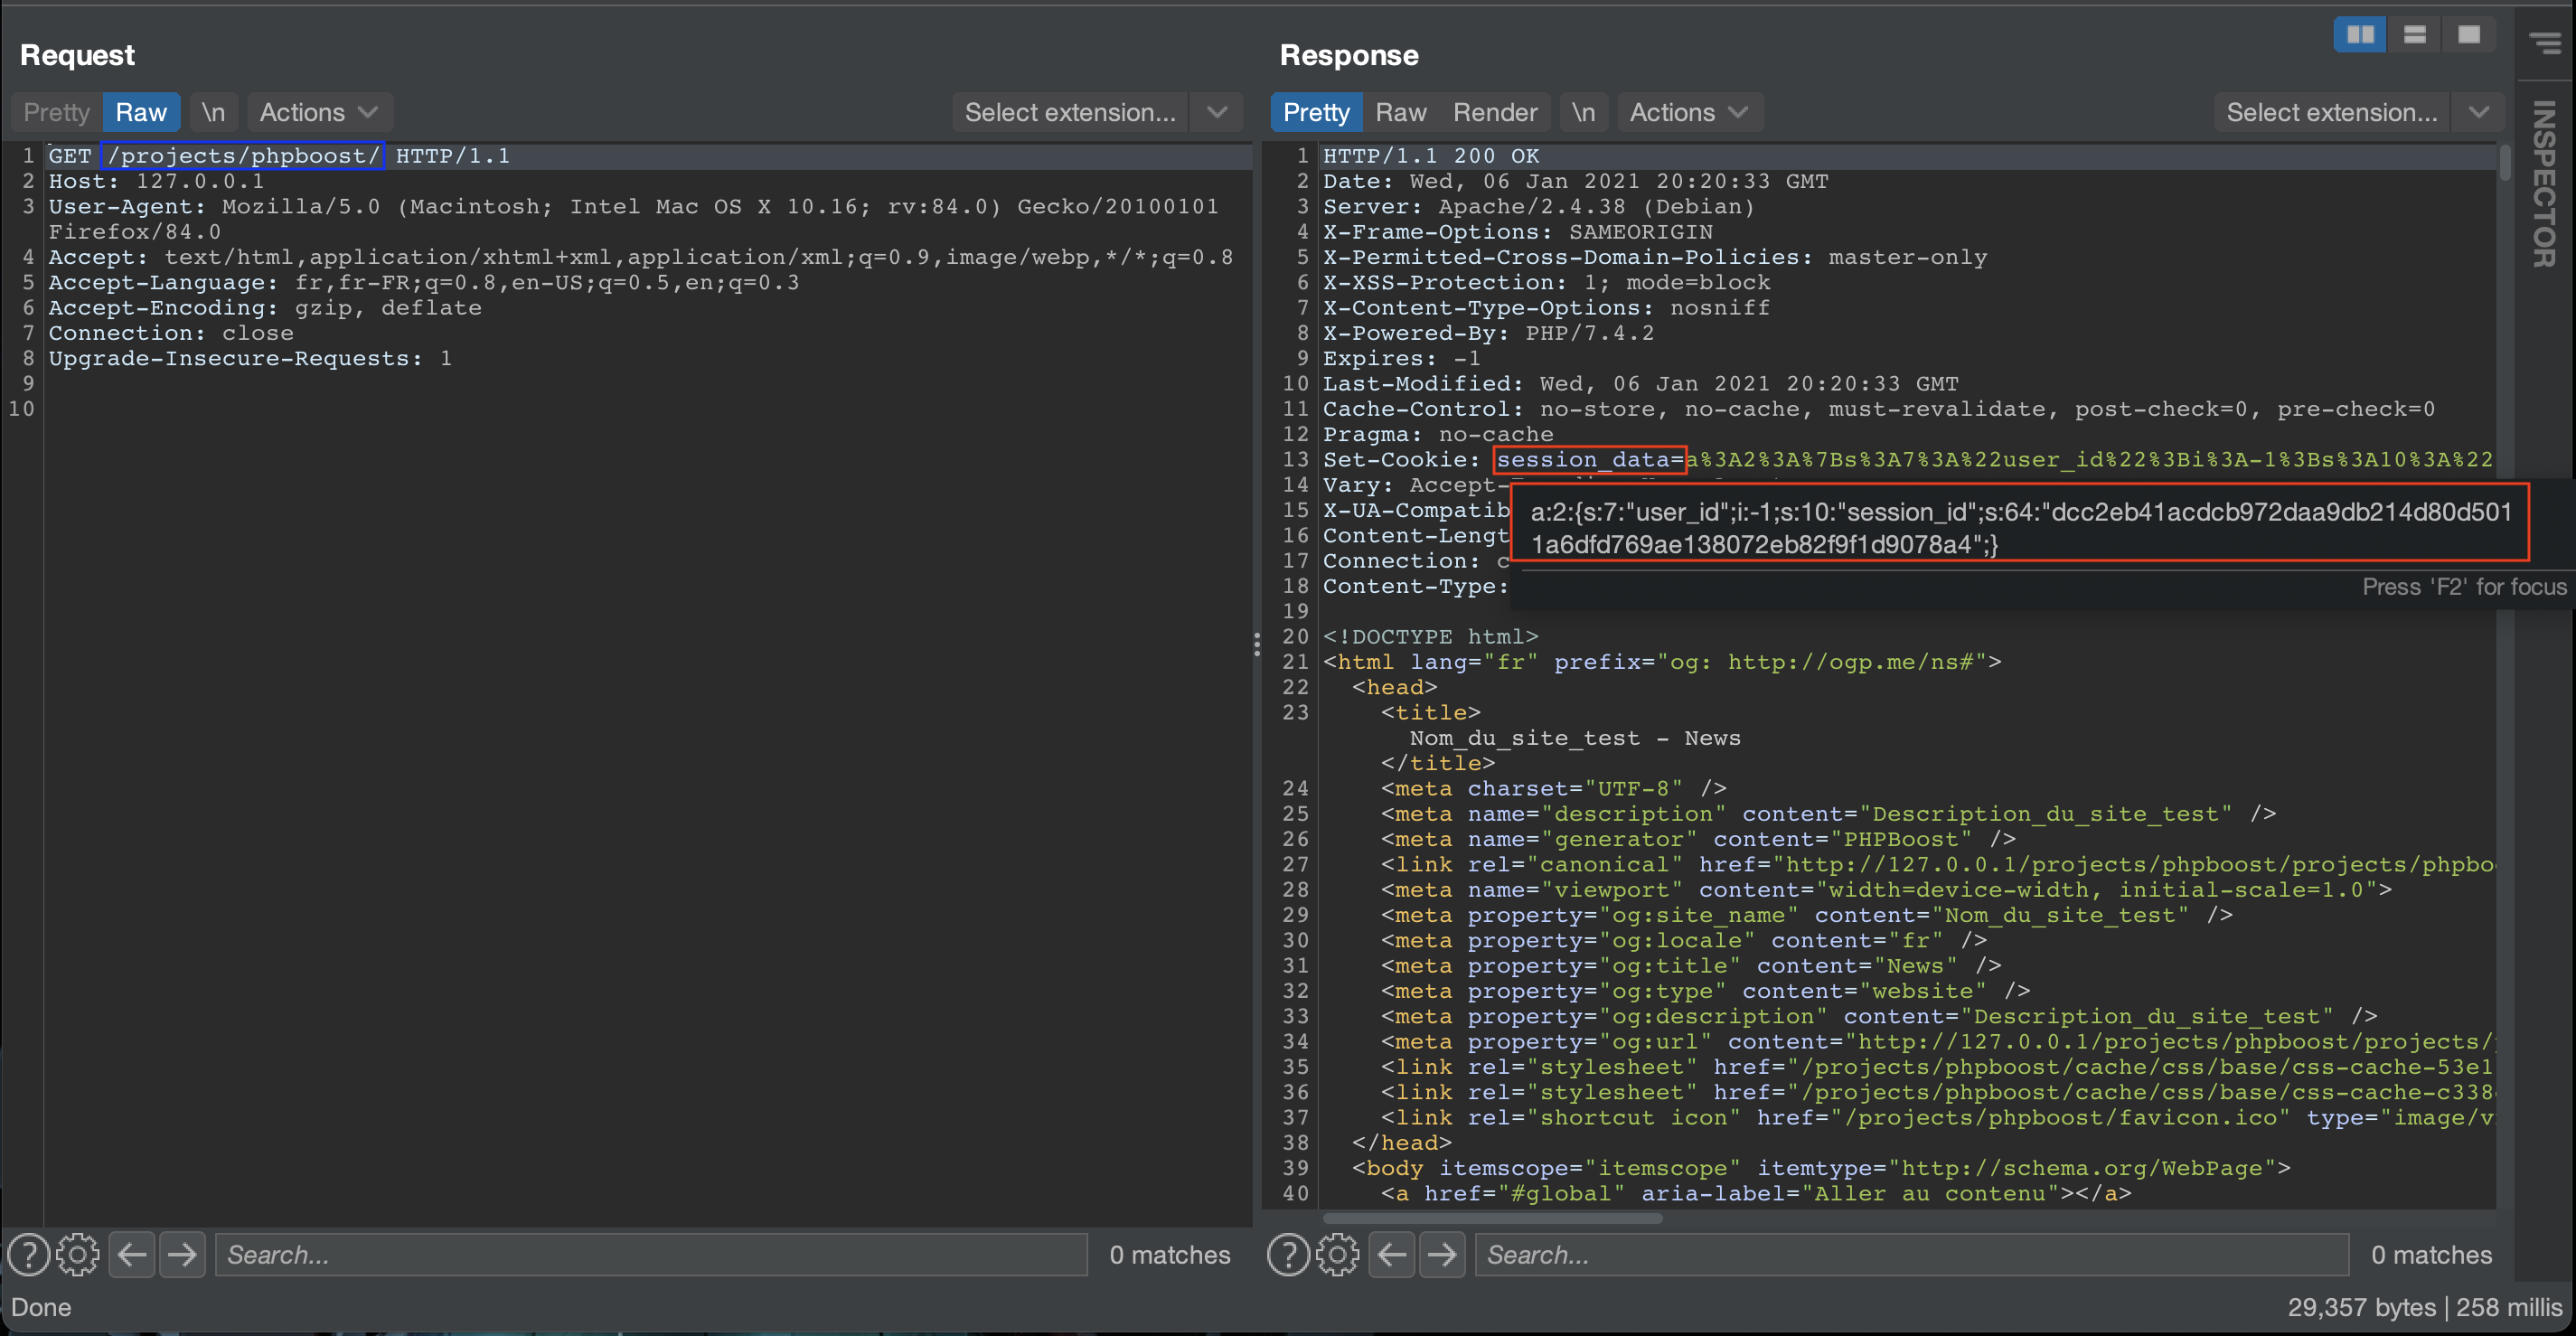 Request
Pretty Raw \n Actions Select extension...
1 GET /projects/phpboost/ HTTP/1.1
2 Host: 127.0.0.1
3 User-Agent: Mozilla/5.0 (Macintosh; Intel Mac OS X 10.16; rv:84.0) Gecko/20100101
Firefox/84.0
4 Accept: text/html,application/xhtml+xml,application/xml;q=0.9,image/webp,*/*;q=0.8
5 Accept-Language: fr,fr-FR;q=0.8,en-US;q=0.5,en;q=0.3
6 Accept-Encoding: gzip, deflate
7 Connection: close
8 Upgrade-Insecure-Requests: 1
9
10
? Search... 0 matches
Response
Pretty Raw Render \n Actions Select extension...
1 HTTP/1.1 200 OK
2 Date: Wed, 06 Jan 2021 20:20:33 GMT
3 Server: Apache/2.4.38 (Debian)
4 X-Frame-Options: SAMEORIGIN
5 X-Permitted-Cross-Domain-Policies: master-only
6 X-XSS-Protection: 1; mode=block
7 X-Content-Type-Options: nosniff
8 X-Powered-By: PHP/7.4.2
9 Expires: -1
10 Last-Modified: Wed, 06 Jan 2021 20:20:33 GMT
11 Cache-Control: no-store, no-cache, must-revalidate, post-check=0, pre-check=0
12 Pragma: no-cache
13 Set-Cookie: session_data=a%3A2%3A%7Bs%3A7%3A%22user_id%22%3Bi%3A-1%3Bs%3A10%3A%22
14 Vary: Accept-
15 X-UA-Compatib
16 Content-Lengt
17 Connection: c
18 Content-Type:
a:2:{s:7:"user_id";i:-1;s:10:"session_id";s:64:"dcc2eb41acdcb972daa9db214d80d501
1a6dfd769ae138072eb82f9f1d9078a4";}
Press 'F2' for focus
19
20 <!DOCTYPE html>
21 <html lang="fr" prefix="og: http://ogp.me/ns#">
22 <head>
23 <title>
Nom_du_site_test - News
</title>
24 <meta charset="UTF-8" />
25 <meta name="description" content="Description_du_site_test" />
26 <meta name="generator" content="PHPBoost" />
27 <link rel="canonical" href="http://127.0.0.1/projects/phpboost/projects/phpbo
28 <meta name="viewport" content="width=device-width, initial-scale=1.0">
29 <meta property="og:site_name" content="Nom_du_site_test" />
30 <meta property="og:locale" content="fr" />
31 <meta property="og:title" content="News" />
32 <meta property="og:type" content="website" />
33 <meta property="og:description" content="Description_du_site_test" />
34 <meta property="og:url" content="http://127.0.0.1/projects/phpboost/projects/
35 <link rel="stylesheet" href="/projects/phpboost/cache/css/base/css-cache-53e1
36 <link rel="stylesheet" href="/projects/phpboost/cache/css/base/css-cache-c338
37 <link rel="shortcut icon" href="/projects/phpboost/favicon.ico" type="image/v
38 </head>
39 <body itemscope="itemscope" itemtype="http://schema.org/WebPage">
40 <a href="#global" aria-label="Aller au contenu"></a>
? Search... 0 matches
INSPECTOR
Done
29,357 bytes | 258 millis